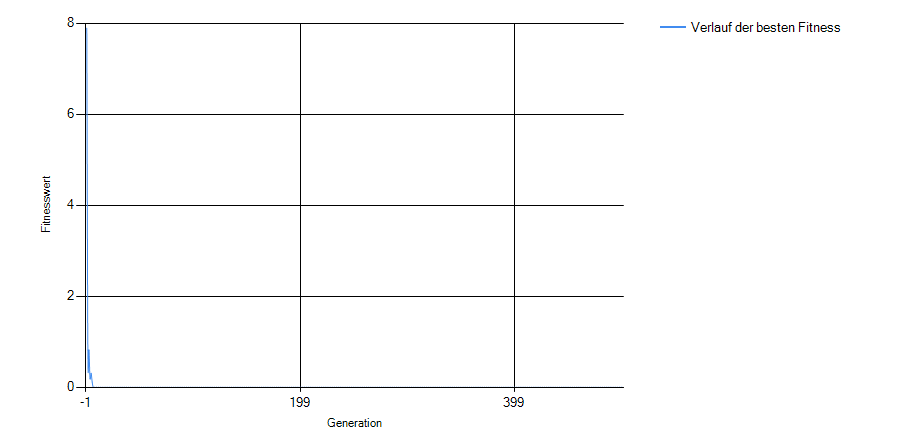 8
Verlauf der besten Fitness
6
Fitnesswert
4
2
0
-1 199 399
Generation